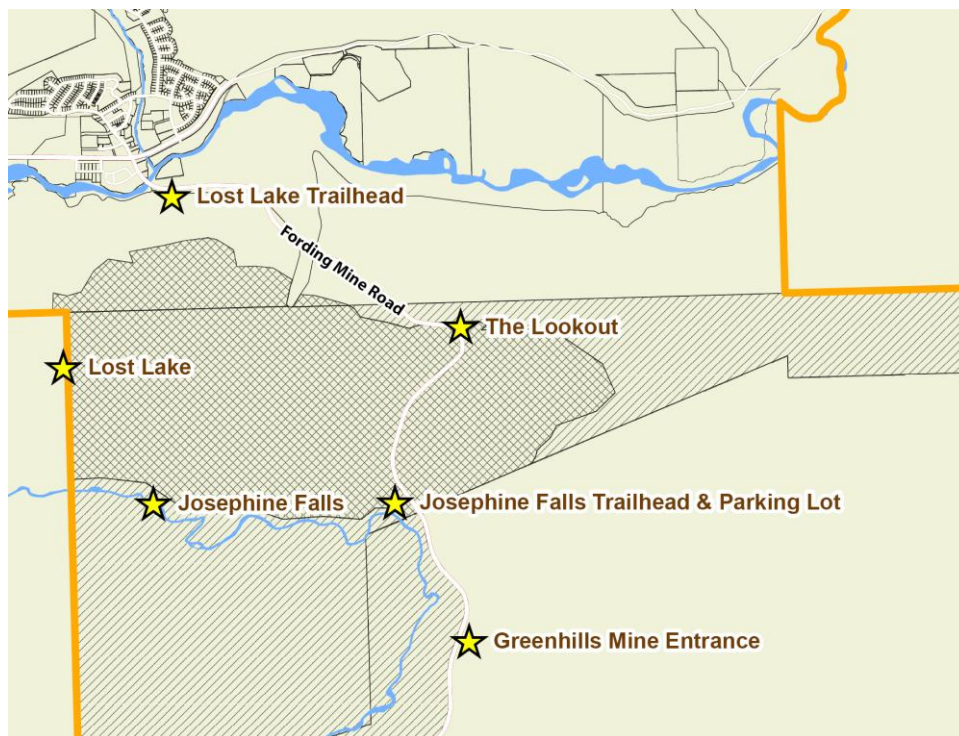 Lost Lake Trailhead
Fording Mine Road
The Lookout
Lost Lake
Josephine Falls
Josephine Falls Trailhead & Parking Lot
Greenhills Mine Entrance